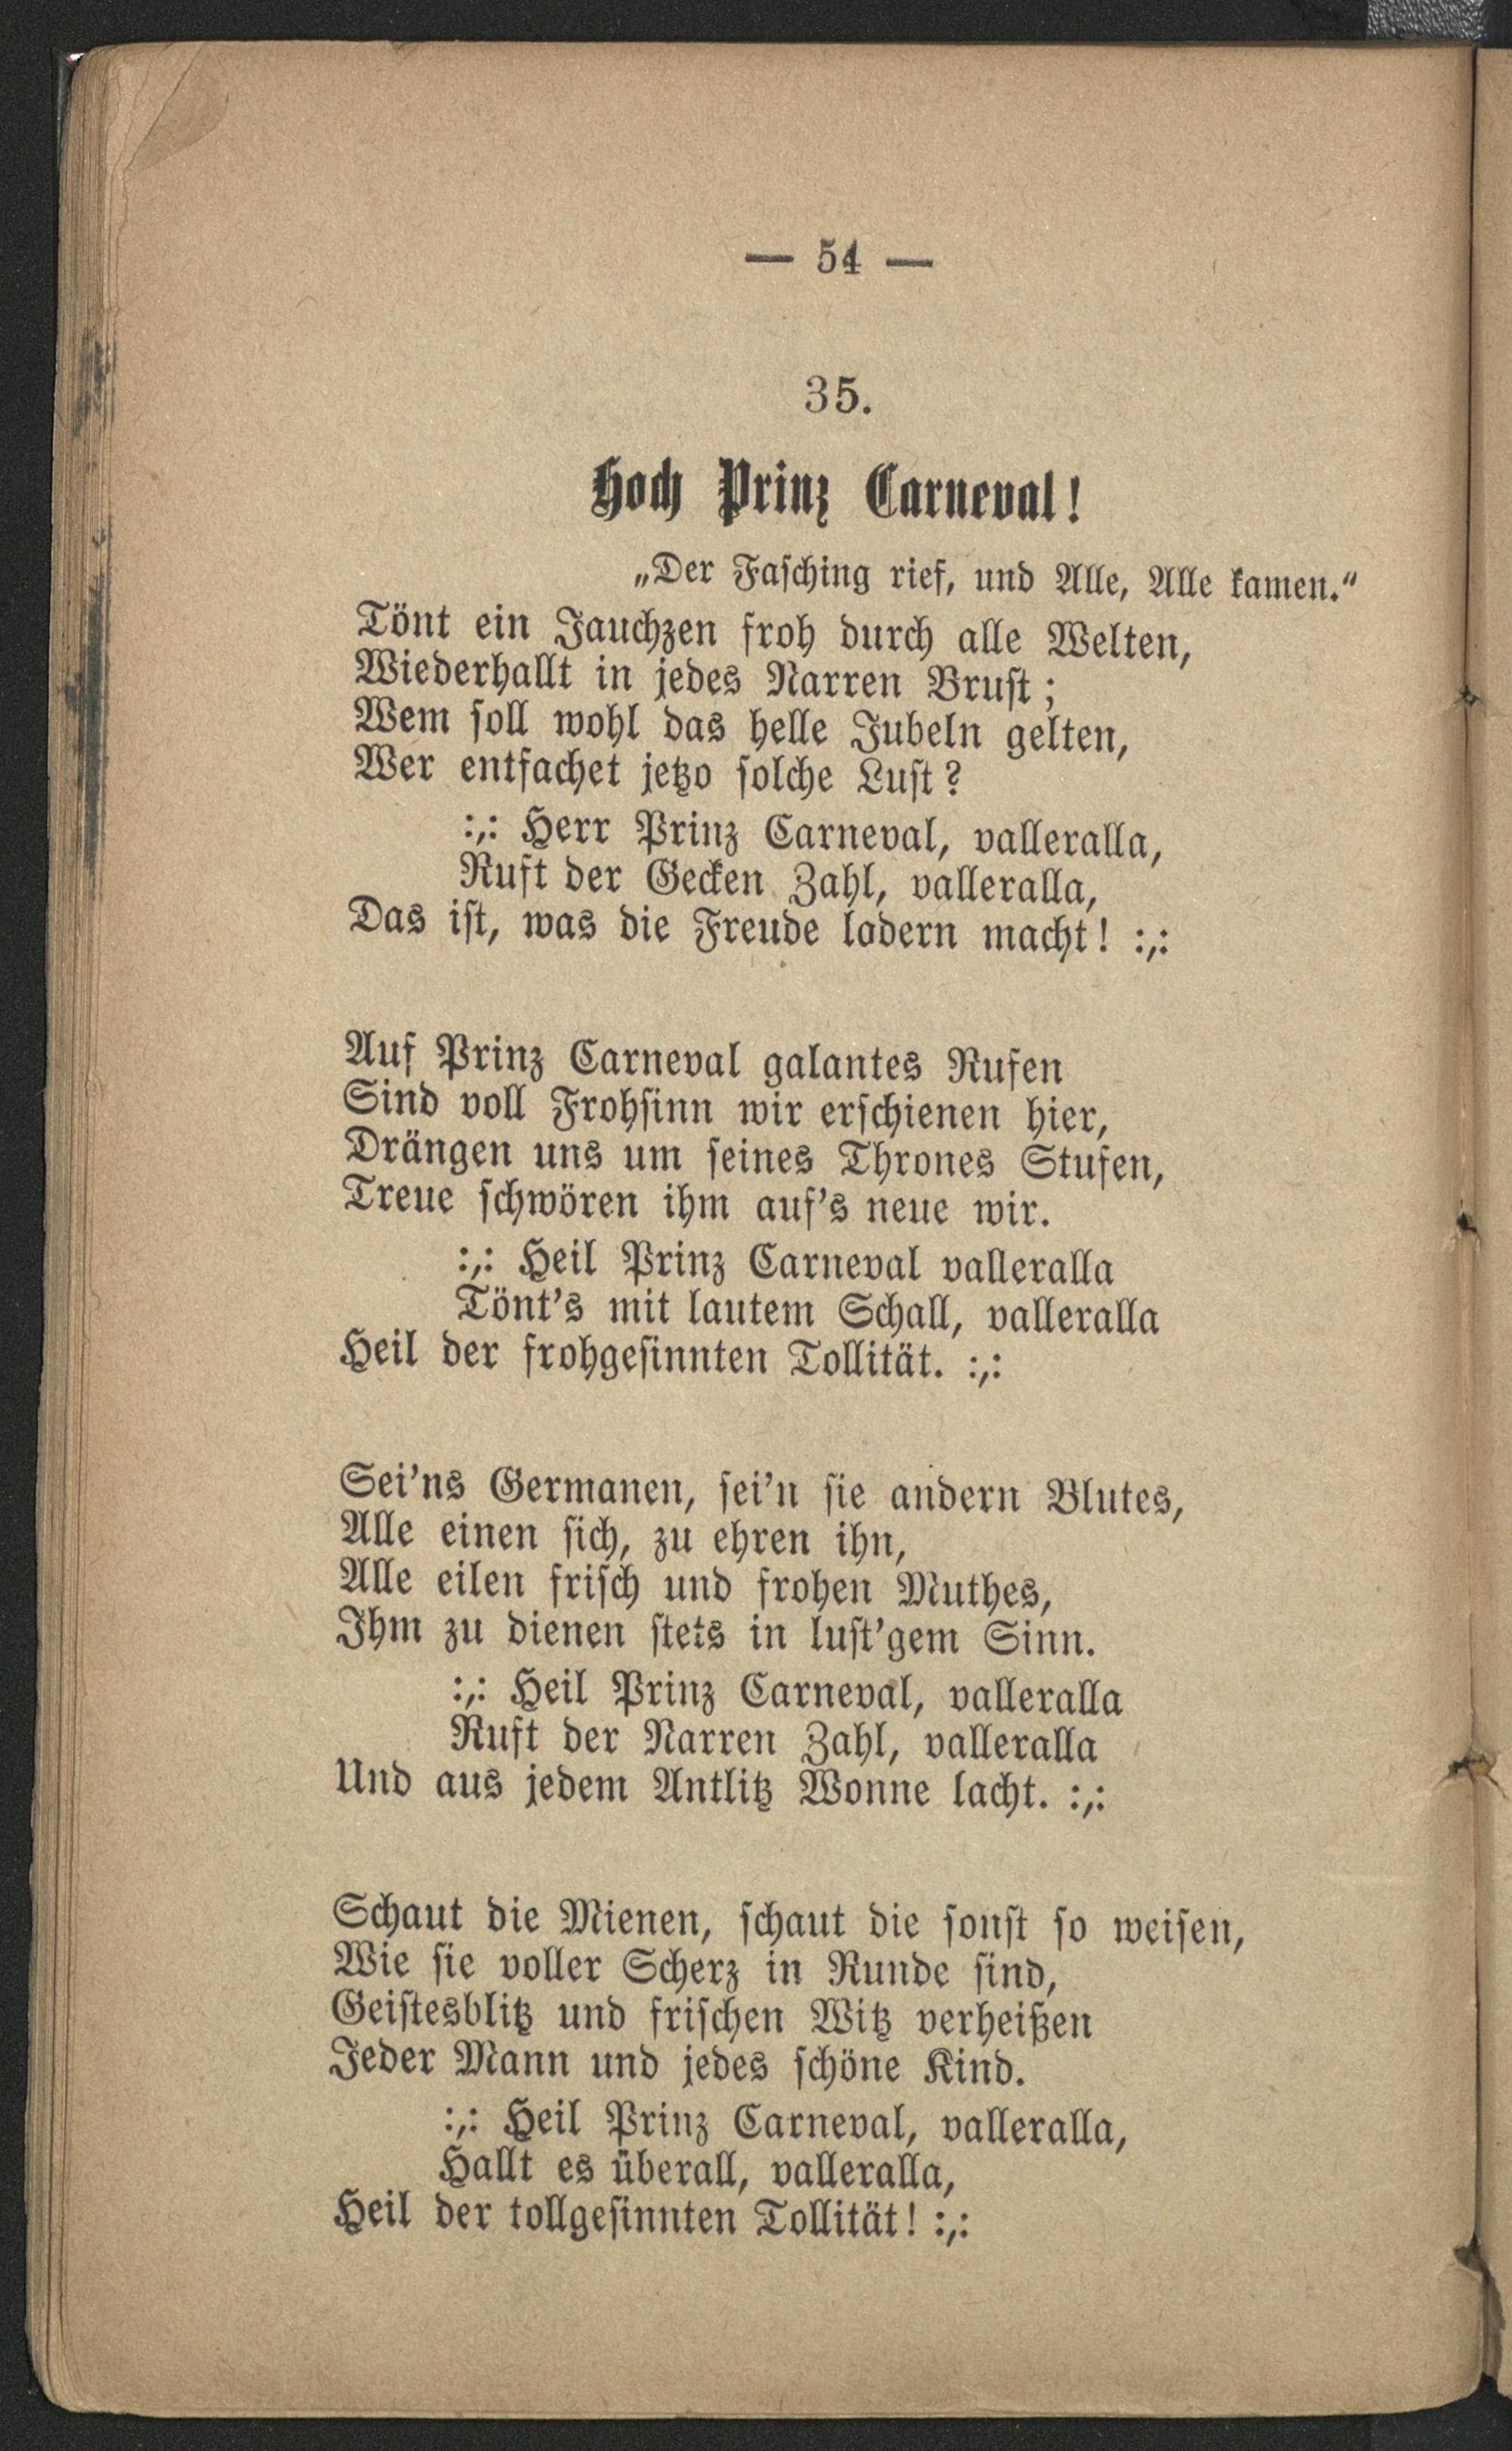 — 54 —
35.
Hoch Prinz Carneval!
„Der Fasching rief, und Alle, Alle kamen.“
Tönt ein Jauchzen froh durch alle Welten,
Wiederhallt in jedes Narren Brust;
Wem soll wohl das helle Jubeln gelten,
Wer entfachet jetzo solche Lust?
:,: Herr Prinz Carneval, valleralla,
Ruft der Gecken Zahl, valleralla,
Das ist, was die Freude lodern macht! :,:
Auf Prinz Carneval galantes Rufen
Sind voll Frohsinn wir erschienen hier,
Drängen uns um seines Thrones Stufen,
Treue schwören ihm auf's neue wir.
:,: Heil Prinz Carneval valleralla
Tönt's mit lautem Schall, valleralla
Heil der frohgesinnten Tollität. :,:
Sei'ns Germanen, sei'n sie andern Blutes,
Alle einen sich, zu ehren ihn,
Alle eilen frisch und frohen Muthes,
Ihm zu dienen stets in lust'gem Sinn.
:,: Heil Prinz Carneval, valleralla
Ruft der Narren Zahl, valleralla
Und aus jedem Antlitz Wonne lacht. :,:
Schaut die Mienen, schaut die sonst so weisen,
Wie sie voller Scherz in Runde sind,
Geistesblitz und frischen Witz verheißen
Jeder Mann und jedes schöne Kind.
:,: Heil Prinz Carneval, valleralla,
Hallt es überall, valleralla,
Heil der tollgesinnten Tollität! :,: